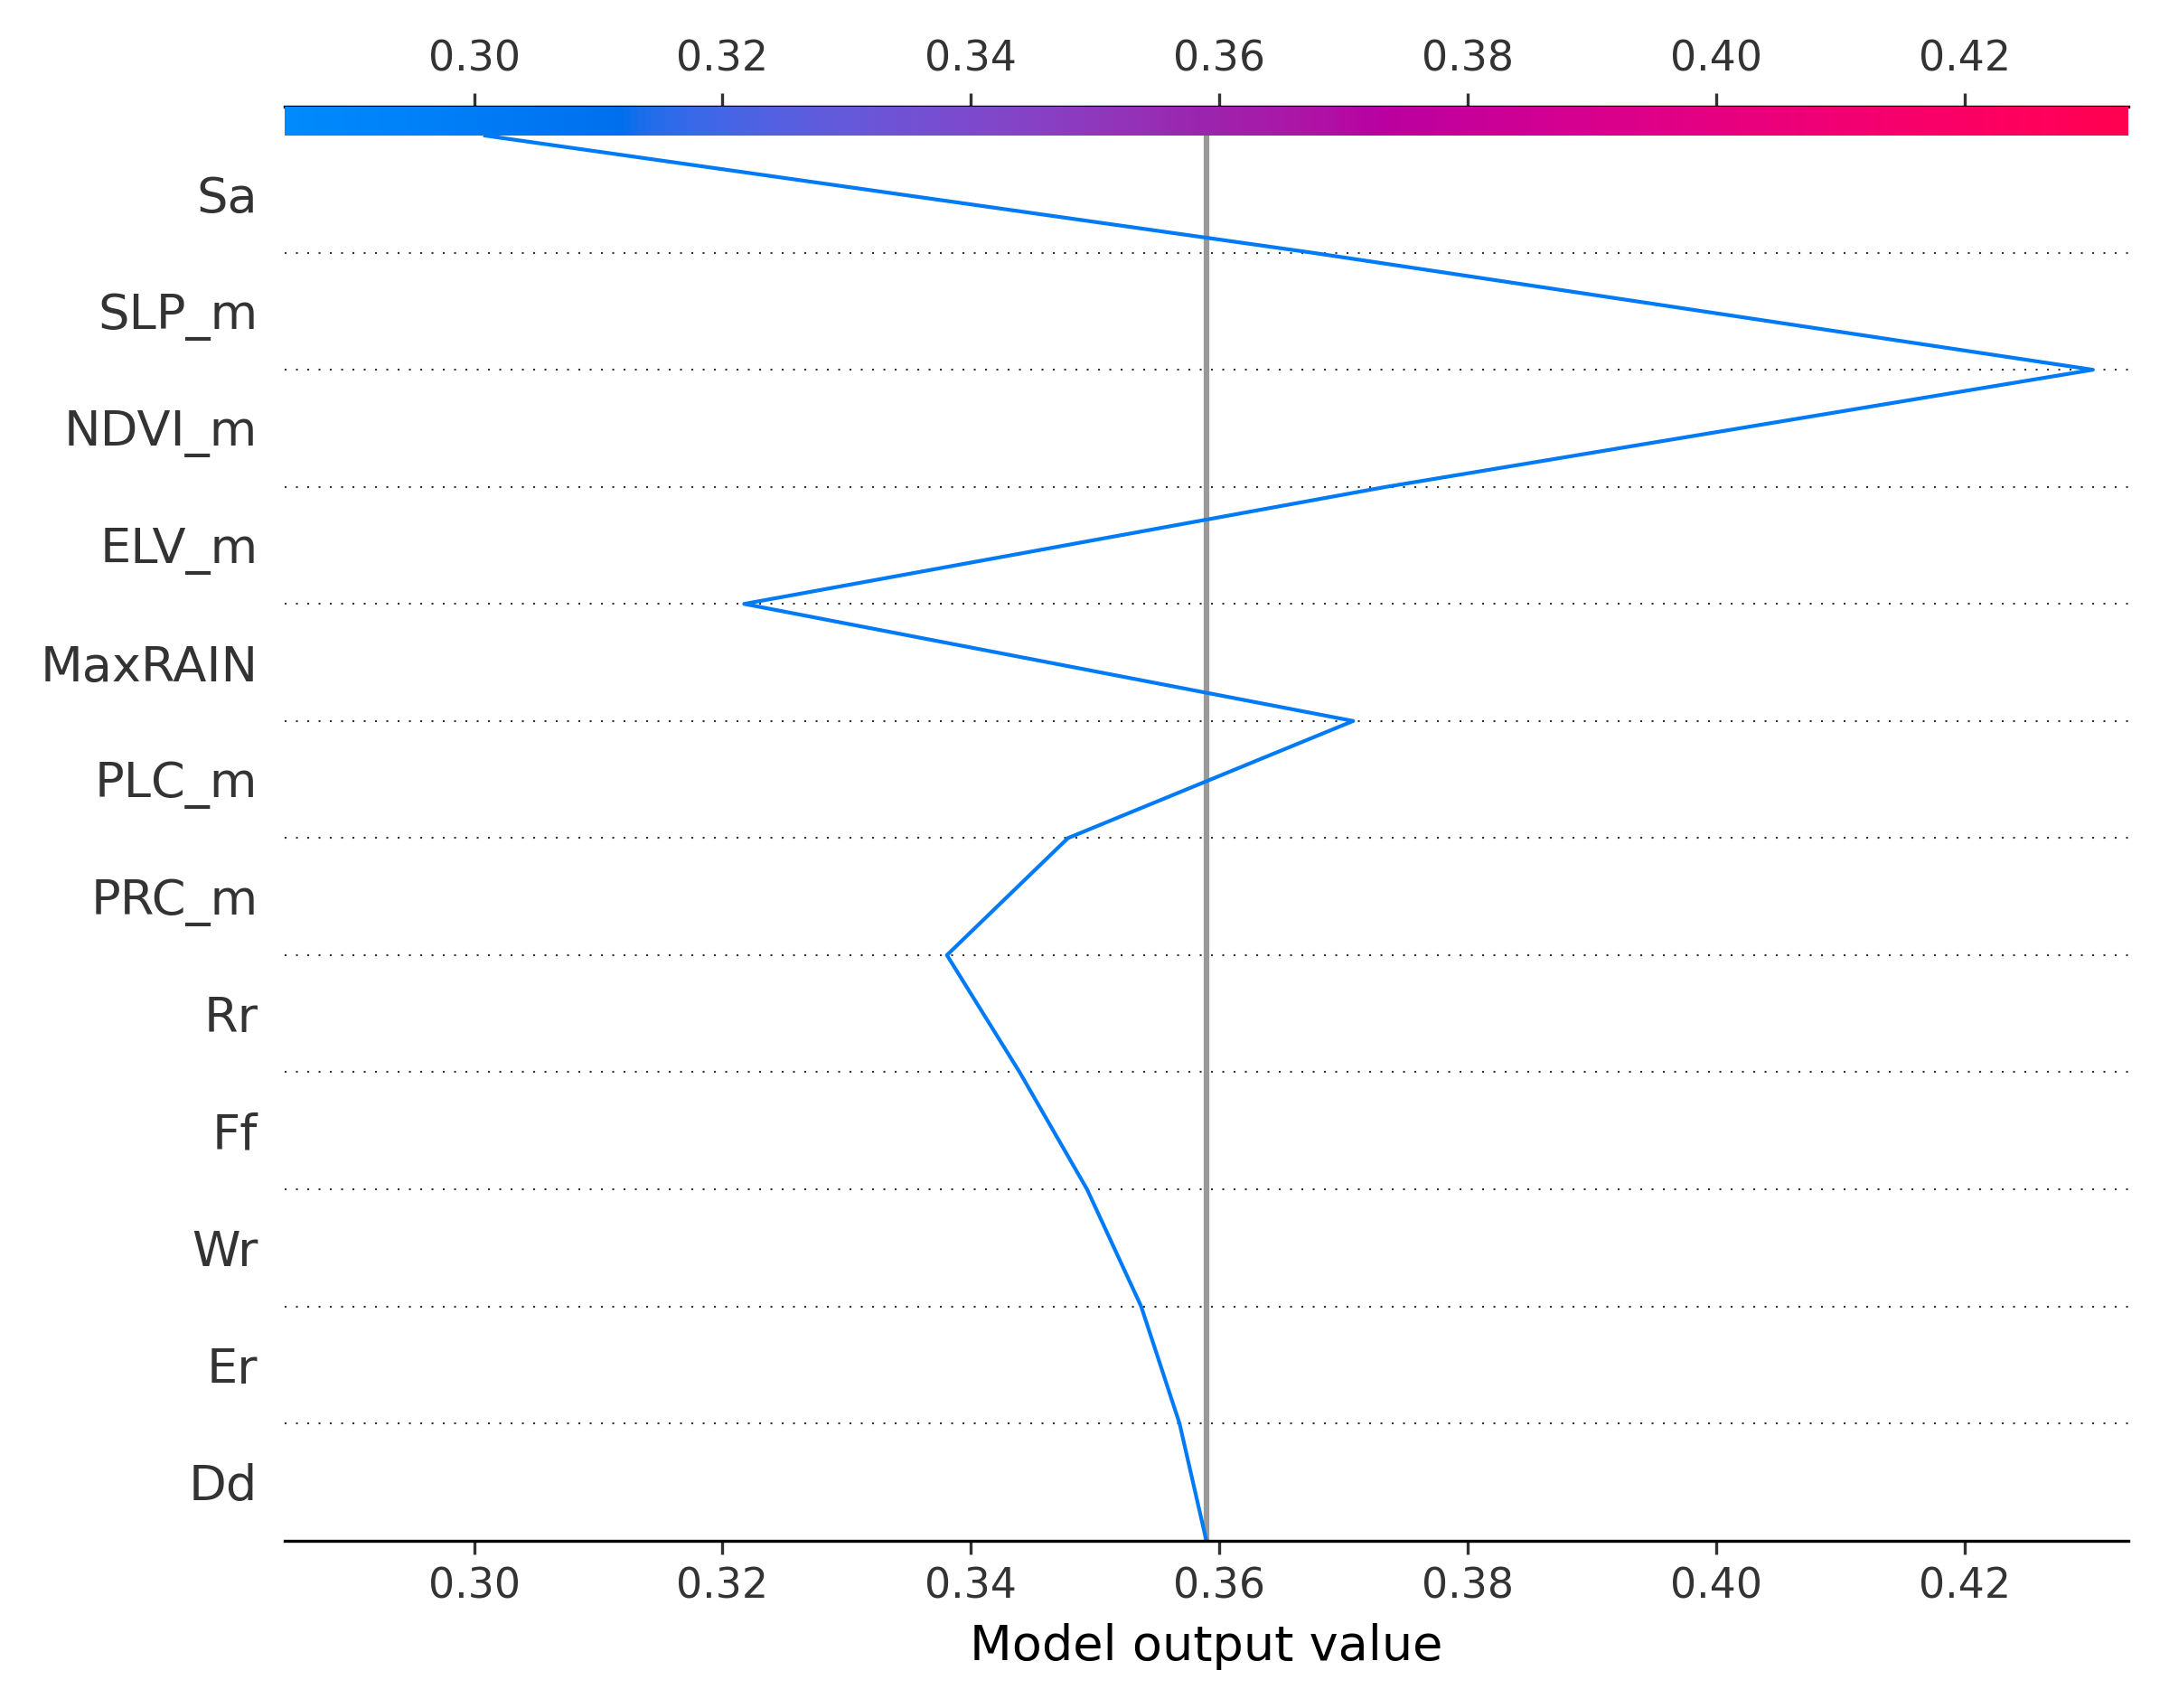 0.30 0.32 0.34 0.36 0.38 0.40 0.42
Sa
SLP_m
NDVI_m
ELV_m
MaxRAIN
PLC_m
PRC_m
Rr
Ff
Wr
Er
Dd
0.30 0.32 0.34 0.36 0.38 0.40 0.42
Model output value